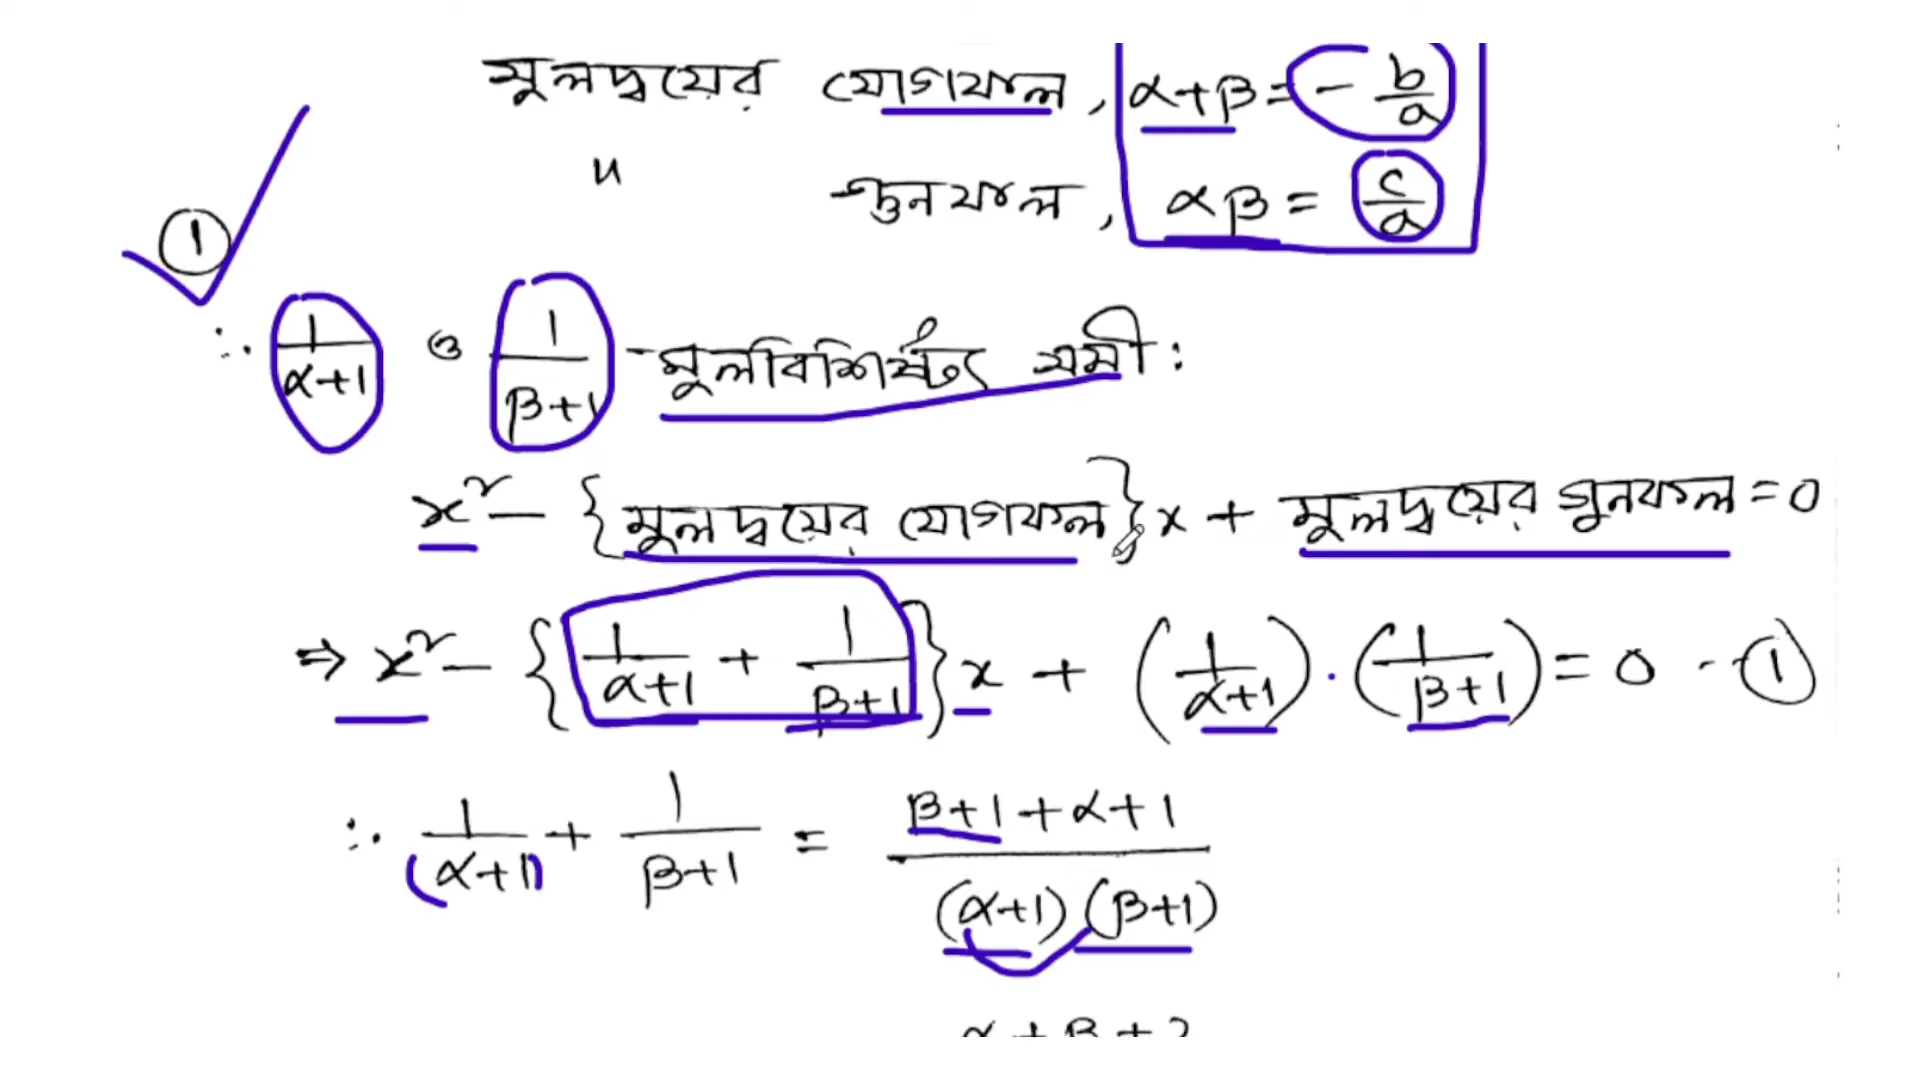 মূলদ্বয়ের যোগফল, α+β = - b/a
" গুনফল, αβ = c/a
①
∴ 1/(α+1) ও 1/(β+1) মূলবিশিষ্ট সমী:
x² - {মূলদ্বয়ের যোগফল}x + মূলদ্বয়ের গুনফল = 0
⇒ x² - {1/(α+1) + 1/(β+1)}x + (1/(α+1)) · (1/(β+1)) = 0 --①
∴ 1/(α+1) + 1/(β+1) = (β+1+α+1)/((α+1)(β+1))
α+β+2